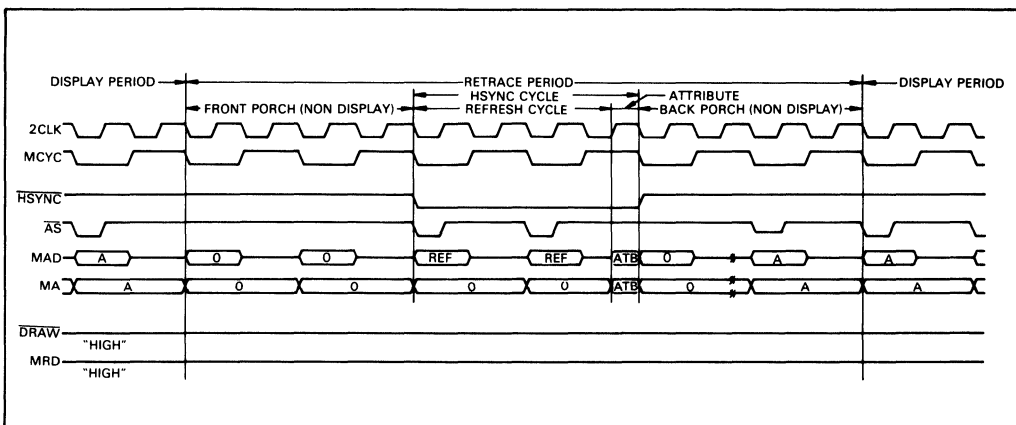 DISPLAY PERIOD RETRACE PERIOD DISPLAY PERIOD
HSYNC CYCLE ATTRIBUTE
FRONT PORCH (NON DISPLAY) REFRESH CYCLE BACK PORCH (NON DISPLAY)
2CLK
MCYC
HSYNC
AS
MAD A 0 0 REF REF ATB 0 A A
MA A 0 0 0 0 ATB 0 A A
DRAW
"HIGH"
MRD
"HIGH"